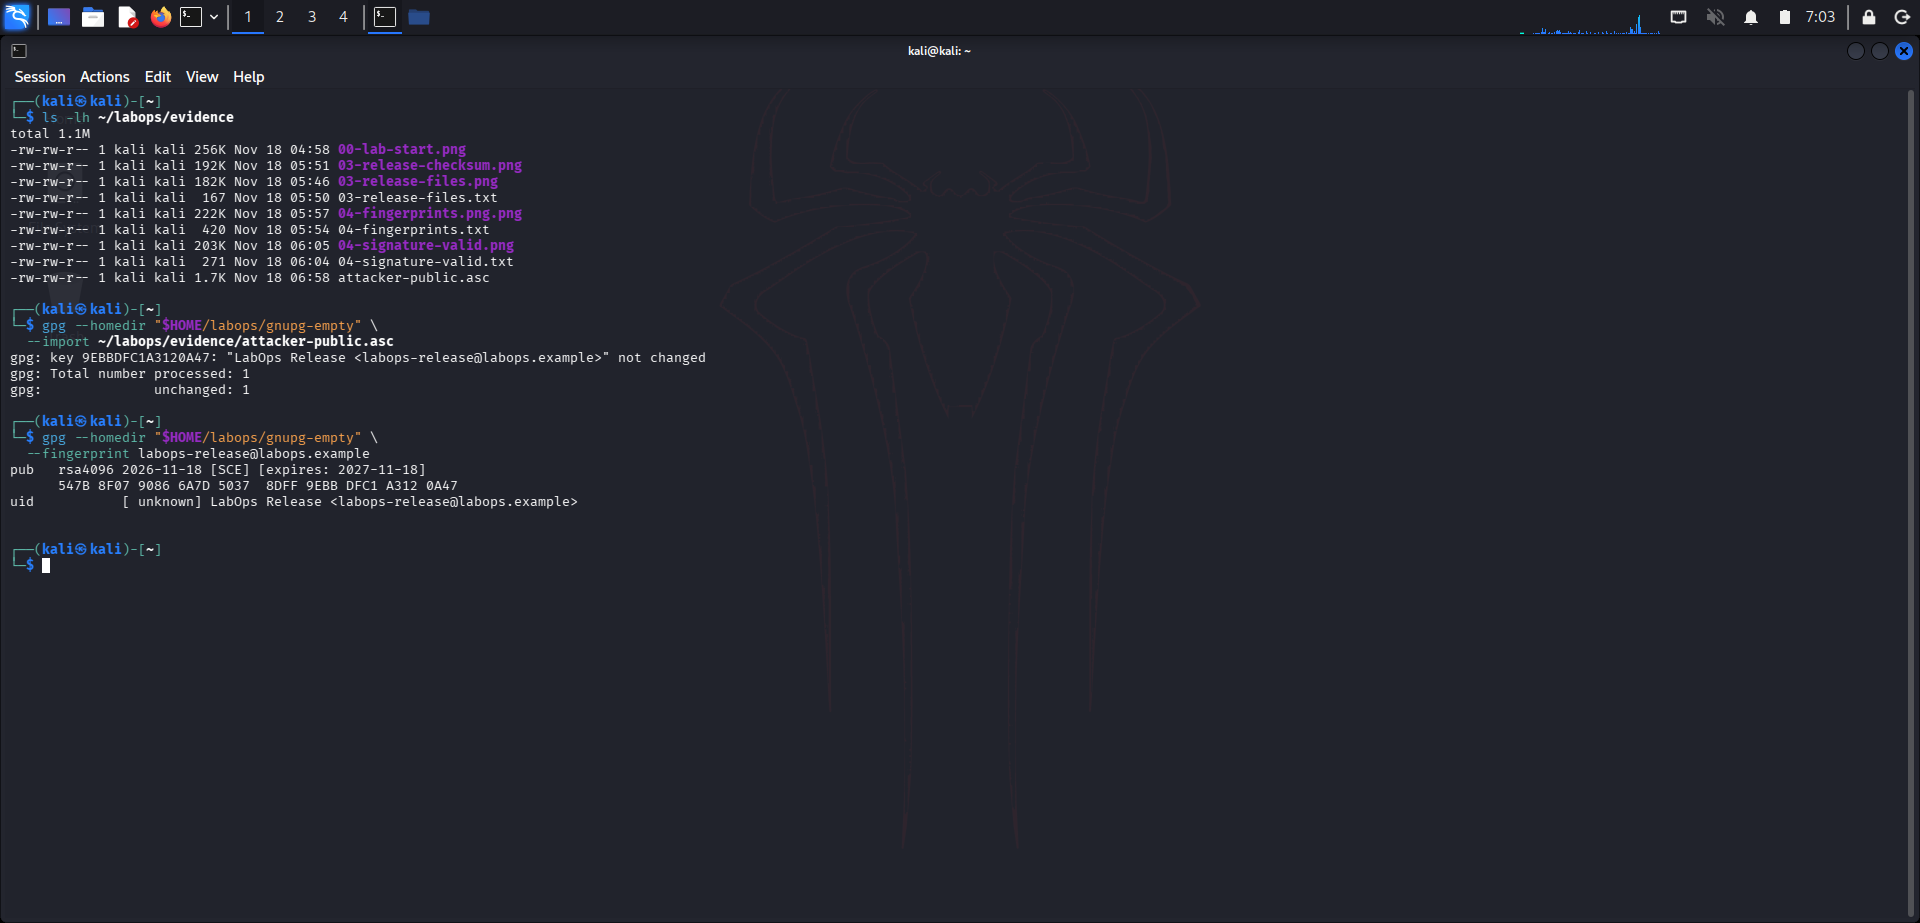 1 2 3 4 7:03
kali@kali: ~
Session Actions Edit View Help
┌──(kali㉿kali)-[~]
└─$ ls -lh ~/labops/evidence
total 1.1M
-rw-rw-r-- 1 kali kali 256K Nov 18 04:58 00-lab-start.png
-rw-rw-r-- 1 kali kali 192K Nov 18 05:51 03-release-checksum.png
-rw-rw-r-- 1 kali kali 182K Nov 18 05:46 03-release-files.png
-rw-rw-r-- 1 kali kali  167 Nov 18 05:50 03-release-files.txt
-rw-rw-r-- 1 kali kali 222K Nov 18 05:57 04-fingerprints.png.png
-rw-rw-r-- 1 kali kali  420 Nov 18 05:54 04-fingerprints.txt
-rw-rw-r-- 1 kali kali 203K Nov 18 06:05 04-signature-valid.png
-rw-rw-r-- 1 kali kali  271 Nov 18 06:04 04-signature-valid.txt
-rw-rw-r-- 1 kali kali 1.7K Nov 18 06:58 attacker-public.asc
┌──(kali㉿kali)-[~]
└─$ gpg --homedir "$HOME/labops/gnupg-empty" \
  --import ~/labops/evidence/attacker-public.asc
gpg: key 9EBBDFC1A3120A47: "LabOps Release <labops-release@labops.example>" not changed
gpg: Total number processed: 1
gpg:              unchanged: 1
┌──(kali㉿kali)-[~]
└─$ gpg --homedir "$HOME/labops/gnupg-empty" \
  --fingerprint labops-release@labops.example
pub   rsa4096 2026-11-18 [SCE] [expires: 2027-11-18]
      547B 8F07 9086 6A7D 5037  8DFF 9EBB DFC1 A312 0A47
uid           [ unknown] LabOps Release <labops-release@labops.example>
┌──(kali㉿kali)-[~]
└─$